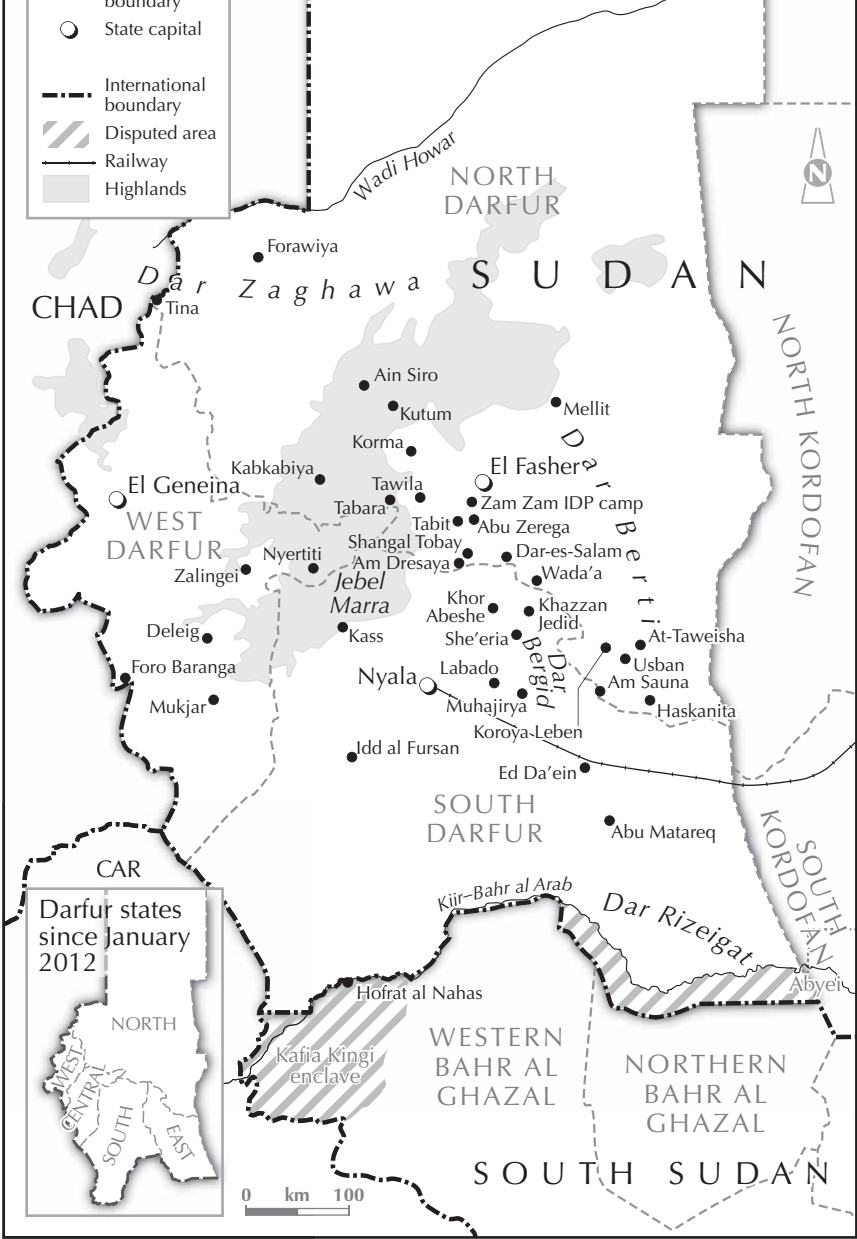 boundary
State capital
International
boundary
Disputed area
Railway
Highlands
Wadi Howar
NORTH
DARFUR
N
Forawiya
Dar Zaghawa
SUDAN
CHAD
Tina
NORTH KORDOFAN
Ain Siro
Kutum
Mellit
Korma
Dar Berti
El Fasher
Kabkabiya
El Geneina
Tawila
Zam Zam IDP camp
Tabara
WEST
DARFUR
Tabit
Abu Zerega
Shangal Tobay
Nyertiti
Dar-es-Salam
Am Dresaya
Zalingei
Wada’a
Jebel
Marra
Khor
Abeshe
Khazzan
Jedid
Deleig
Kass
She’eria
At-Taweisha
Dar
Bergid
Usban
Foro Baranga
Nyala
Labado
Am Sauna
Mukjar
Muhajirya
Haskanita
Koroya Leben
Idd al Fursan
Ed Da’ein
SOUTH
DARFUR
Abu Matareq
SOUTH
KORDOFAN
CAR
Kiir–Bahr al Arab
Dar Rizeigat
Darfur states
since January
2012
Abyei
Hofrat al Nahas
NORTH
WESTERN
BAHR AL
GHAZAL
Kafia Kingi
enclave
NORTHERN
BAHR AL
GHAZAL
WEST
CENTRAL
SOUTH
EAST
SOUTH SUDAN
0 km 100